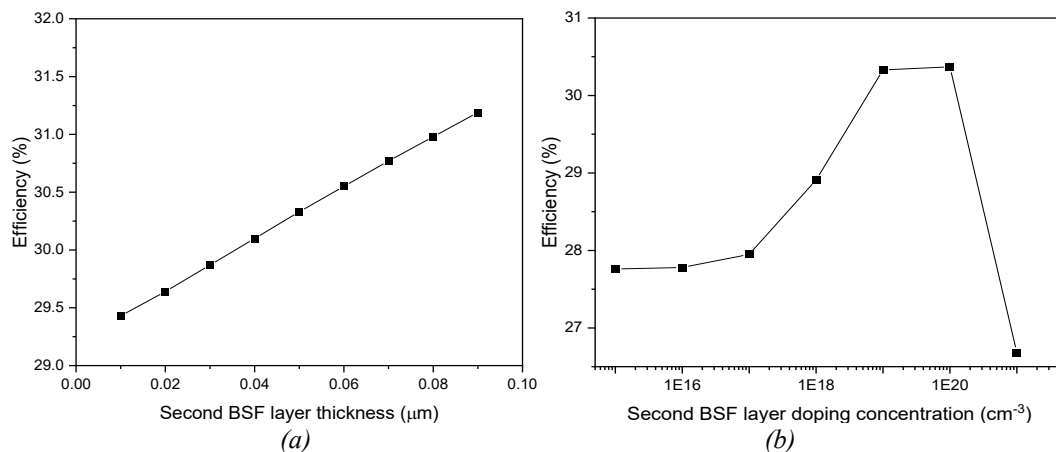 32.0
31.5
31.0
30.5
30.0
29.5
29.0
Efficiency (%)
0.00 0.02 0.04 0.06 0.08 0.10
Second BSF layer thickness (μm)
(a)
31
30
29
28
27
Efficiency (%)
1E16 1E18 1E20
Second BSF layer doping concentration (cm⁻³)
(b)